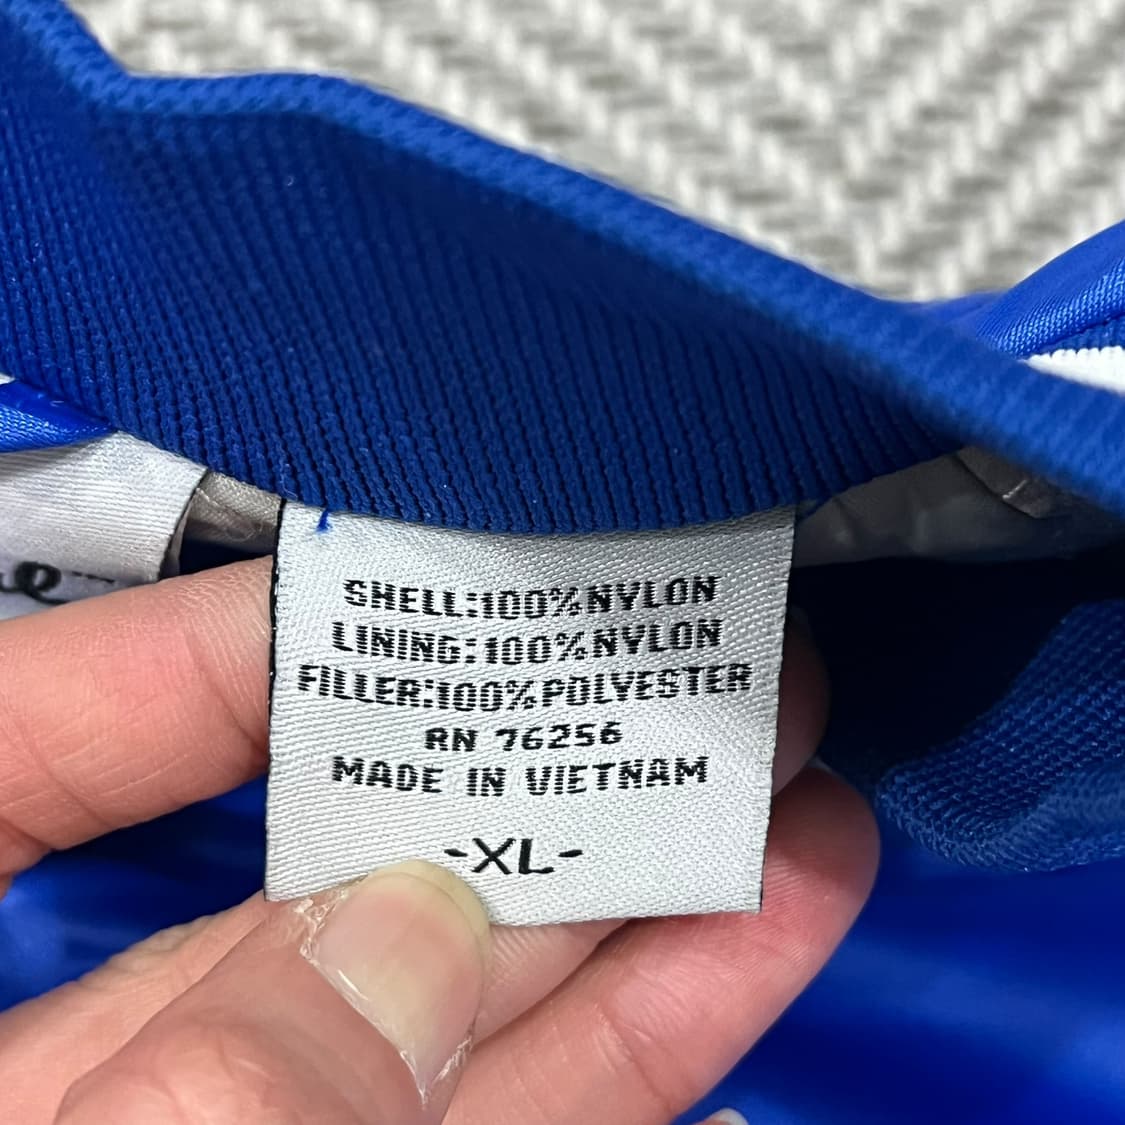 SHELL:100%NYLON
LINING:100%NYLON
FILLER:100%POLYESTER
RN 76256
MADE IN VIETNAM
-XL-